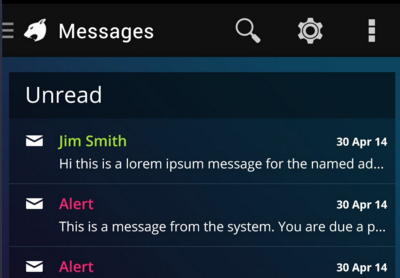 Messages
Unread
Jim Smith 30 Apr 14
Hi this is a lorem ipsum message for the named ad...
Alert 30 Apr 14
This is a message from the system. You are due a p...
Alert 30 Apr 14